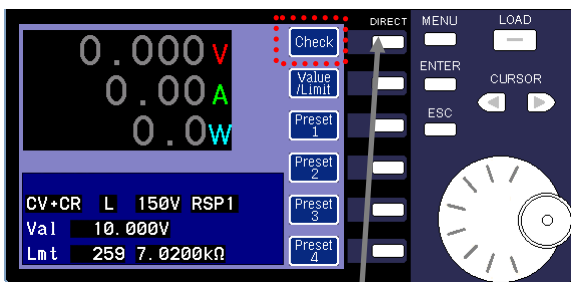 0.000V
0.00A
0.0W
CV+CR L 150V RSP1
Val 10.000V
Lmt 259 7.0200kΩ
Check
Value
/Limit
Preset
1
Preset
2
Preset
3
Preset
4
DIRECT
MENU
ENTER
ESC
LOAD
CURSOR